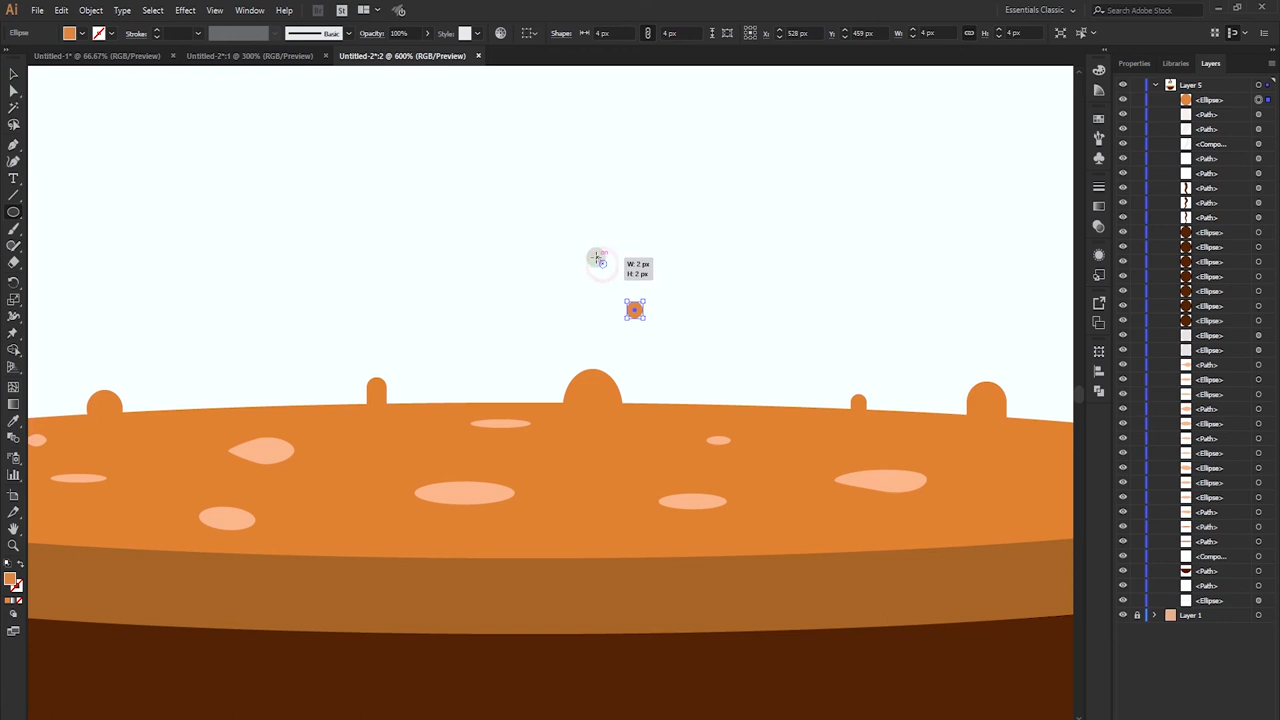 Ai File Edit Object Type Select Effect View Window Help Br St Essentials Classic Search Adobe Stock
Ellipse Stroke: Basic Opacity: 100% Style: Shape: 4 px 4 px X: 528 px Y: 459 px W: 4 px H: 4 px
Untitled-1* @ 66.67% (RGB/Preview) × Untitled-2*:1 @ 300% (RGB/Preview) × Untitled-2*:2 @ 600% (RGB/Preview) ×
Properties Libraries Layers
Layer 5
<Ellipse>
<Path>
<Path>
<Compo...
<Path>
<Path>
<Path>
<Path>
<Path>
<Ellipse>
<Ellipse>
<Ellipse>
<Ellipse>
<Ellipse>
<Ellipse>
<Ellipse>
<Ellipse>
<Ellipse>
<Path>
<Ellipse>
<Ellipse>
<Path>
<Ellipse>
<Path>
<Ellipse>
<Ellipse>
<Ellipse>
<Ellipse>
<Path>
<Path>
<Path>
<Compo...
<Path>
<Path>
<Ellipse>
Layer 1
W: 2 px
H: 2 px